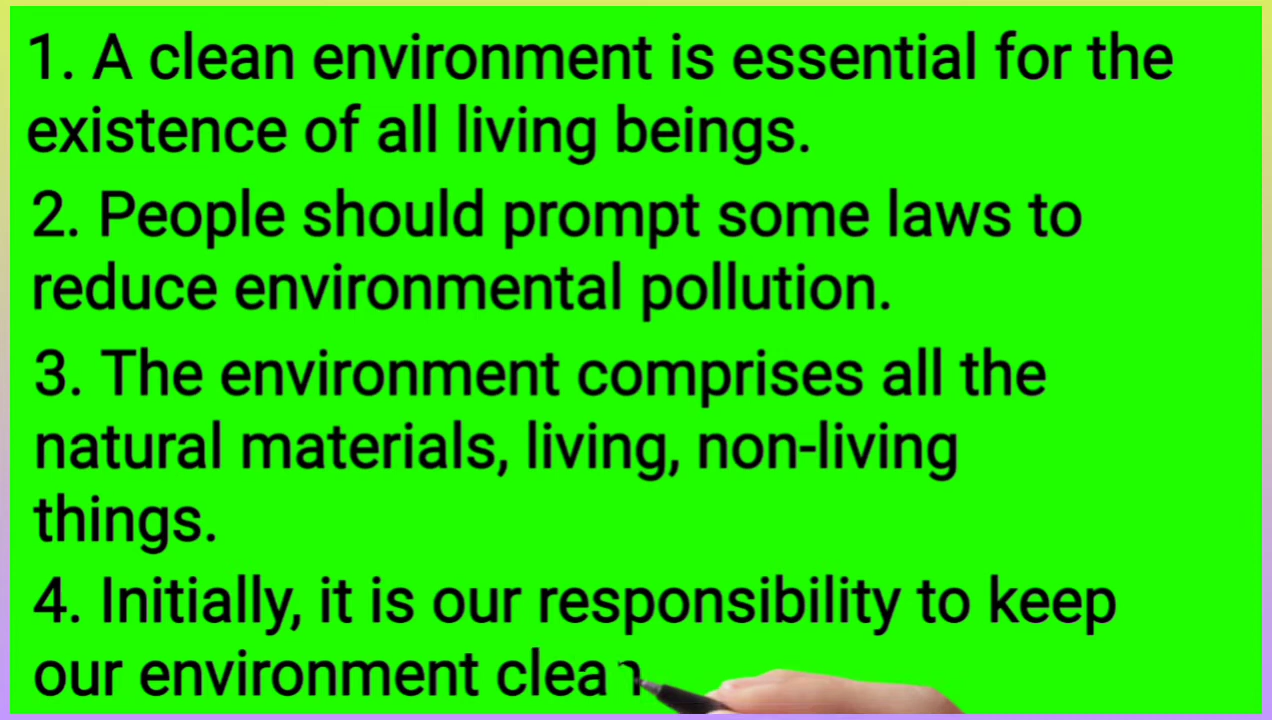 1. A clean environment is essential for the
existence of all living beings.
2. People should prompt some laws to
reduce environmental pollution.
3. The environment comprises all the
natural materials, living, non-living
things.
4. Initially, it is our responsibility to keep
our environment clean